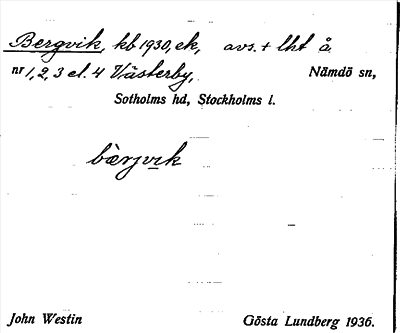 Bergvik, kb 1930, ek, avs. + lht å
nr 1, 2, 3 el. 4 Västerby, Nämdö sn,
Sotholms hd, Stockholms l.
bærjvik
John Westin Gösta Lundberg 1936.